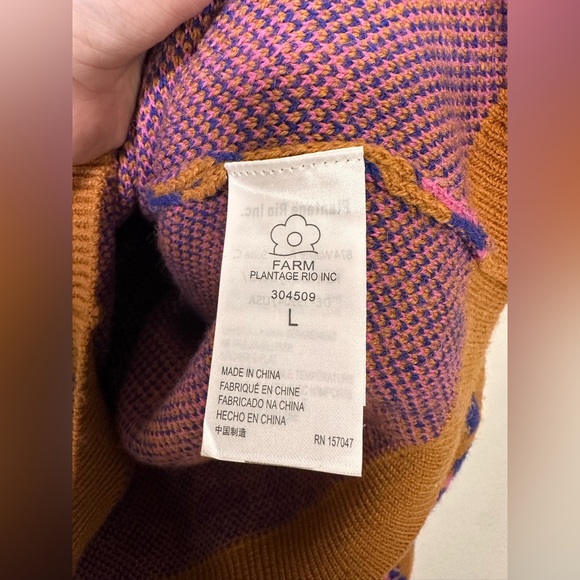 FARM
PLANTAGE RIO INC
304509
L
MADE IN CHINA
FABRIQUÉ EN CHINE
FABRICADO NA CHINA
HECHO EN CHINA
中国制造
RN 157047